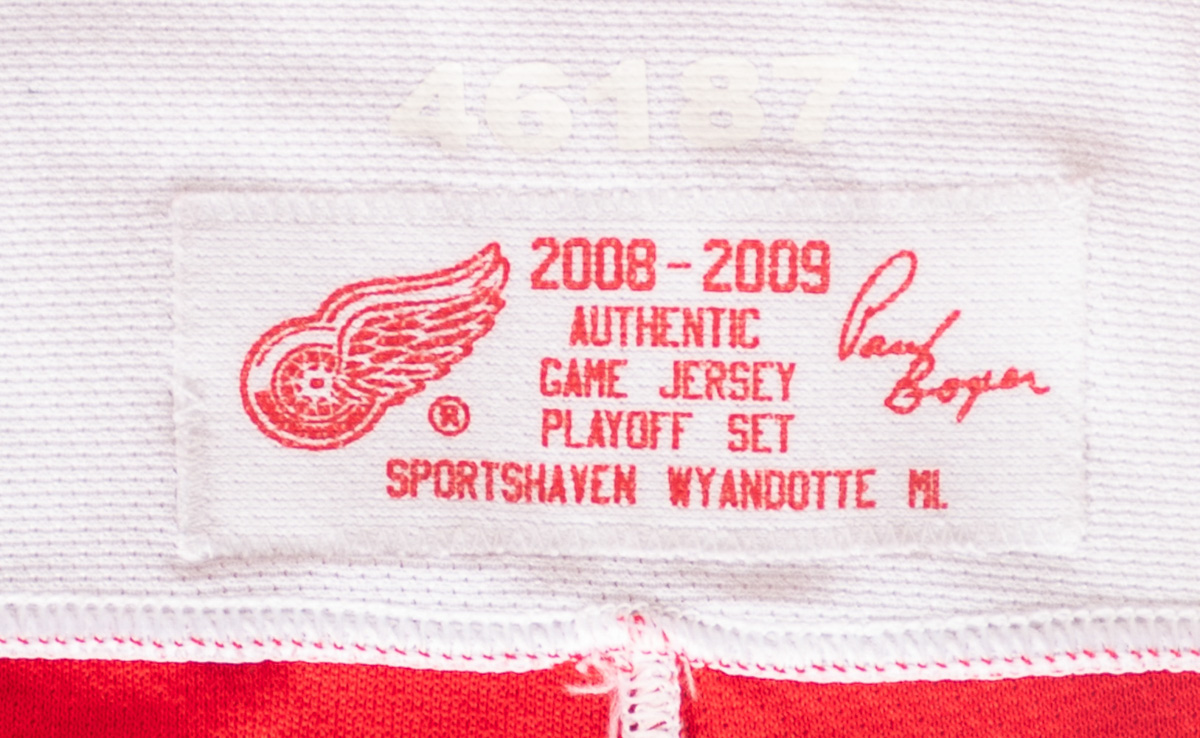 46187
2008-2009
AUTHENTIC
GAME JERSEY
PLAYOFF SET
SPORTSHAVEN WYANDOTTE MI.
Paul
Boyer
®